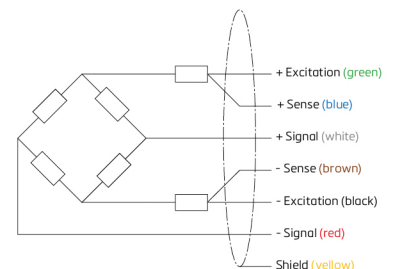 + Excitation (green)
+ Sense (blue)
+ Signal (white)
- Sense (brown)
- Excitation (black)
- Signal (red)
Shield (yellow)